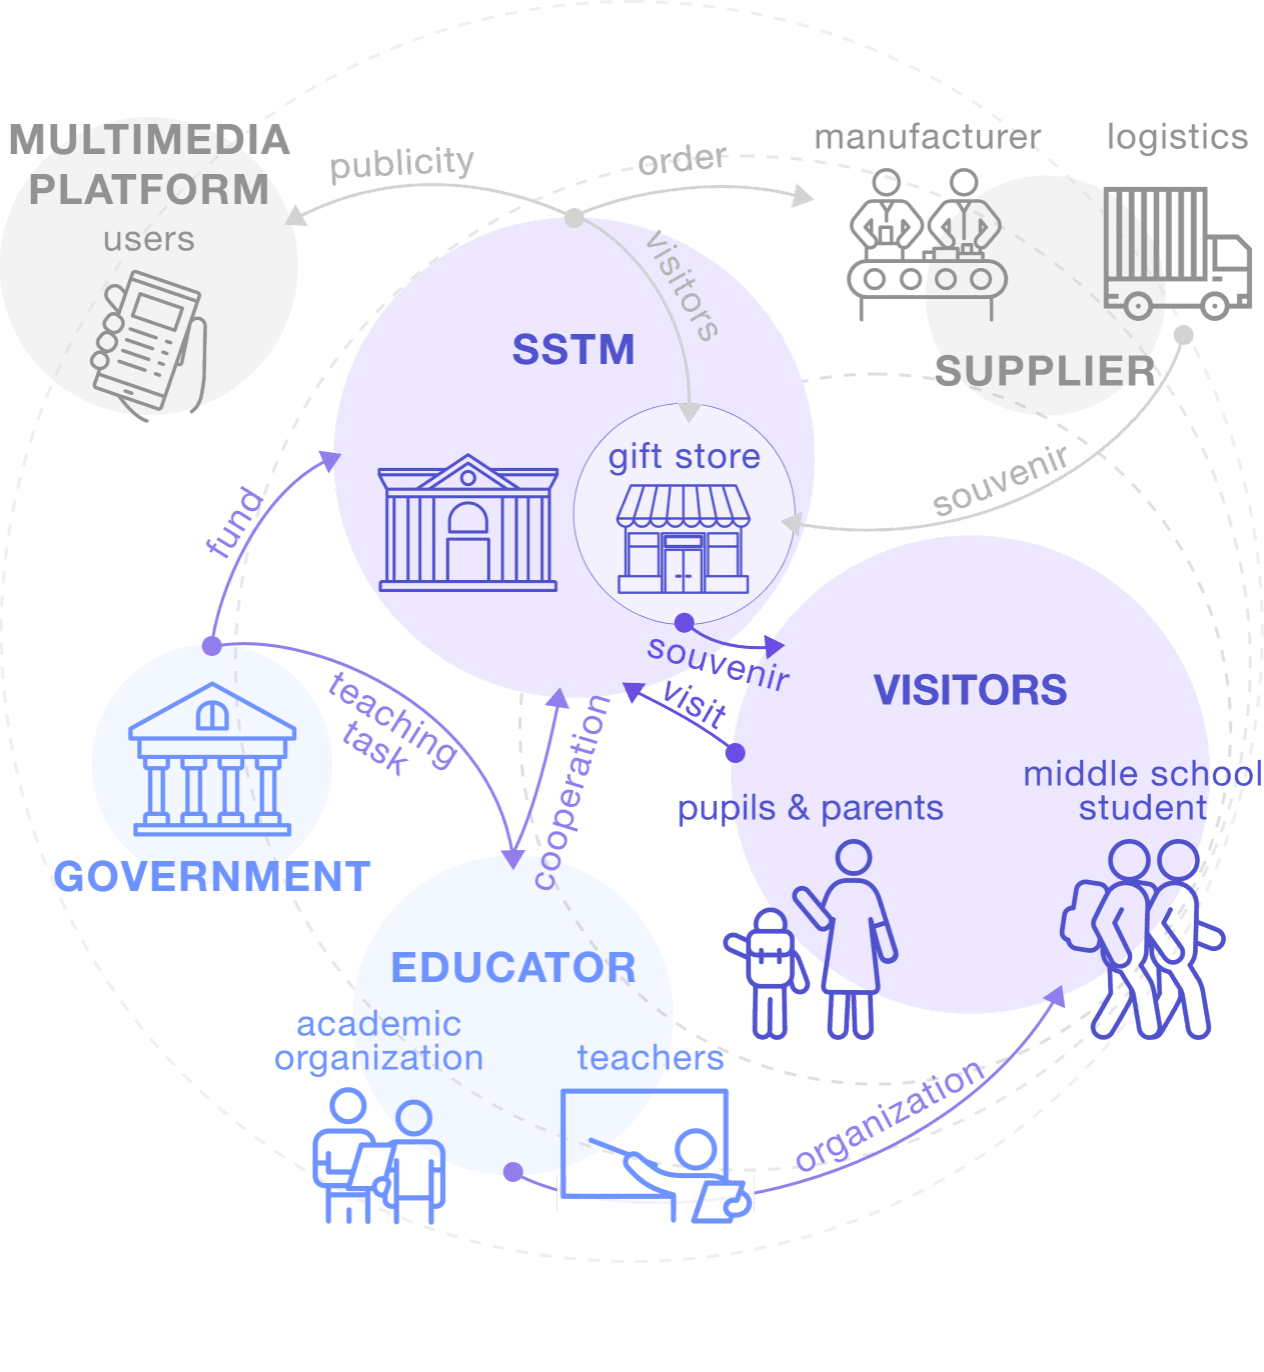 MULTIMEDIA
PLATFORM
users
publicity
order
manufacturer
logistics
visitors
SSTM
SUPPLIER
gift store
souvenir
fund
souvenir
visit
VISITORS
teaching
task
cooperation
pupils & parents
middle school
student
GOVERNMENT
EDUCATOR
academic
organization
teachers
organization